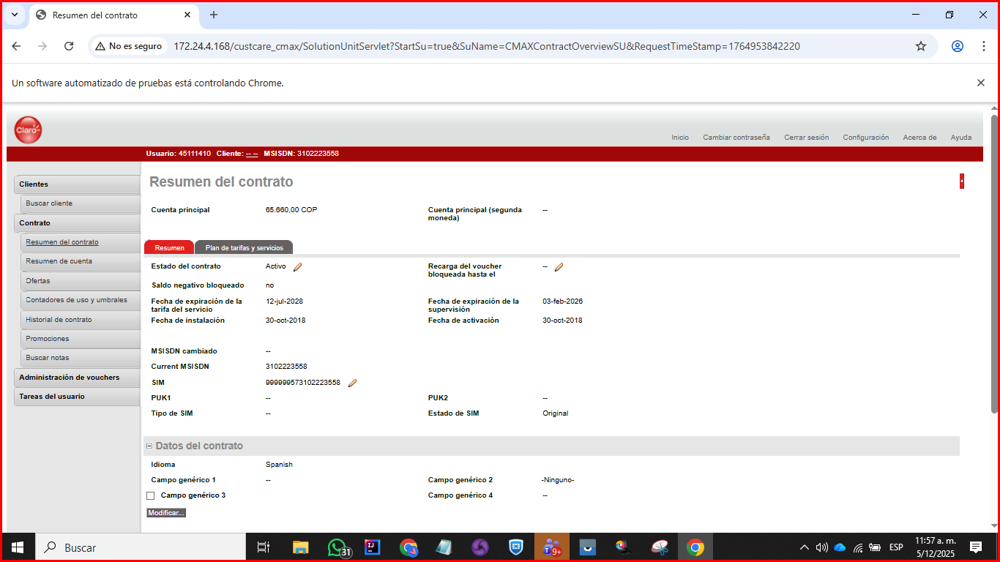 Resumen del contrato
No es seguro
172.24.4.168/custcare_cmax/SolutionUnitServlet?StartSu=true&SuName=CMAXContractOverviewSU&RequestTimeStamp=1764953842220
Un software automatizado de pruebas está controlando Chrome.
Claro
Inicio Cambiar contraseña Cerrar sesión Configuración Acerca de Ayuda
Usuario: 45111410 Cliente: -- -- MSISDN: 3102223558
Clientes
Buscar cliente
Contrato
Resumen del contrato
Resumen de cuenta
Ofertas
Contadores de uso y umbrales
Historial de contrato
Promociones
Buscar notas
Administración de vouchers
Tareas del usuario
Resumen del contrato
Cuenta principal 65.660,00 COP Cuenta principal (segunda --
moneda)
Resumen Plan de tarifas y servicios
Estado del contrato Activo Recarga del voucher --
bloqueada hasta el
Saldo negativo bloqueado no
Fecha de expiración de la 12-jul-2028 Fecha de expiración de la 03-feb-2026
tarifa del servicio supervisión
Fecha de instalación 30-oct-2018 Fecha de activación 30-oct-2018
MSISDN cambiado --
Current MSISDN 3102223558
SIM 999999573102223558
PUK1 -- PUK2 --
Tipo de SIM -- Estado de SIM Original
Datos del contrato
Idioma Spanish
Campo genérico 1 -- Campo genérico 2 -Ninguno-
Campo genérico 3 Campo genérico 4 --
Modificar...
Buscar
31
9+
ESP
11:57 a. m.
5/12/2025